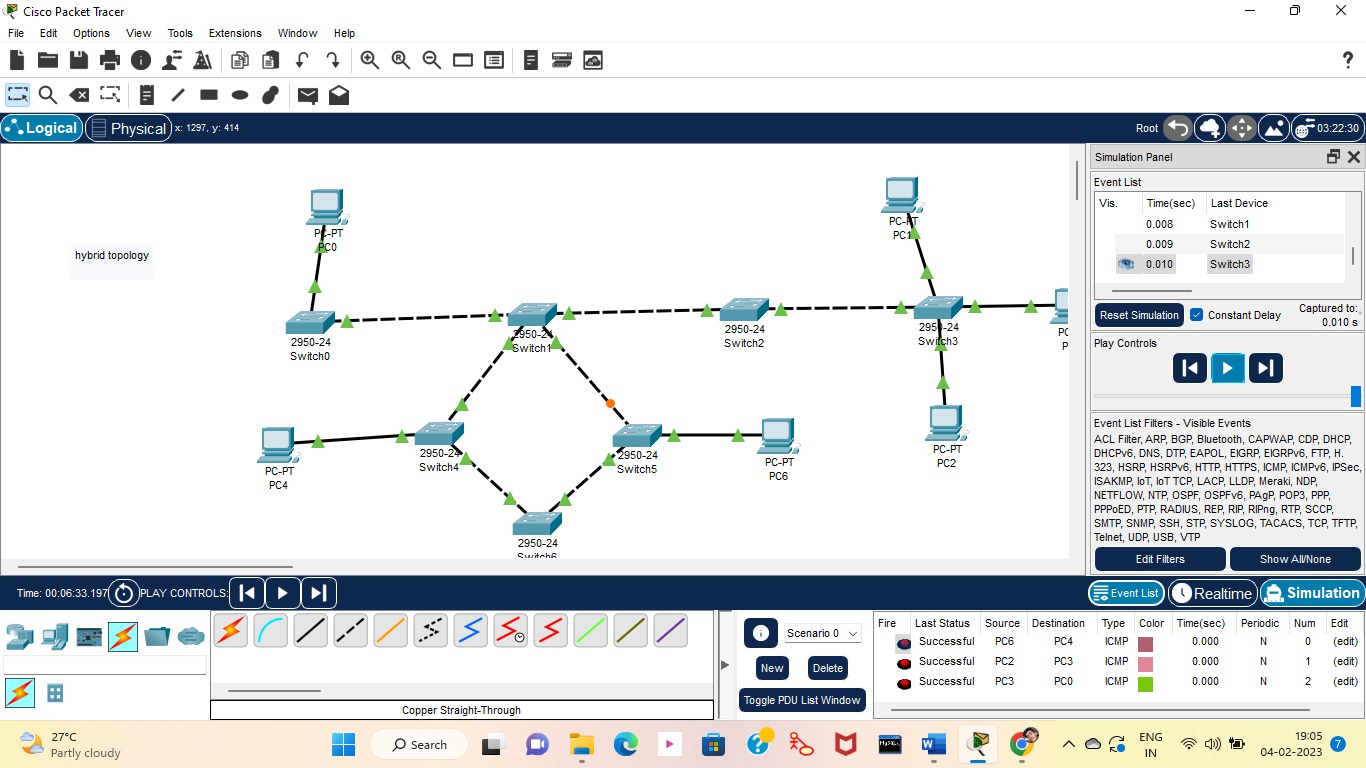 Cisco Packet Tracer
File Edit Options View Tools Extensions Window Help
Logical Physical x: 1297, y: 414 Root 03:22:30
hybrid topology
PC-PT
PC0
PC-PT
PC1
2950-24
Switch0
2950-24
Switch1
2950-24
Switch2
2950-24
Switch3
P
PC-PT
PC4
2950-24
Switch4
2950-24
Switch5
PC-PT
PC6
PC-PT
PC2
2950-24
Switch6
Simulation Panel
Event List
Vis. Time(sec) Last Device
0.008 Switch1
0.009 Switch2
0.010 Switch3
Reset Simulation Constant Delay Captured to:
0.010 s
Play Controls
Event List Filters - Visible Events
ACL Filter, ARP, BGP, Bluetooth, CAPWAP, CDP, DHCP,
DHCPv6, DNS, DTP, EAPOL, EIGRP, EIGRPv6, FTP, H.
323, HSRP, HSRPv6, HTTP, HTTPS, ICMP, ICMPv6, IPSec,
ISAKMP, IoT, IoT TCP, LACP, LLDP, Meraki, NDP,
NETFLOW, NTP, OSPF, OSPFv6, PAgP, POP3, PPP,
PPPoED, PTP, RADIUS, REP, RIP, RIPng, RTP, SCCP,
SMTP, SNMP, SSH, STP, SYSLOG, TACACS, TCP, TFTP,
Telnet, UDP, USB, VTP
Edit Filters Show All/None
Time: 00:06:33.197 PLAY CONTROLS: Event List Realtime Simulation
Copper Straight-Through
Scenario 0
New Delete
Toggle PDU List Window
Fire Last Status Source Destination Type Color Time(sec) Periodic Num Edit
Successful PC6 PC4 ICMP 0.000 N 0 (edit)
Successful PC2 PC3 ICMP 0.000 N 1 (edit)
Successful PC3 PC0 ICMP 0.000 N 2 (edit)
27°C
Partly cloudy
Search
MySQL
ENG
IN
19:05
04-02-2023
7